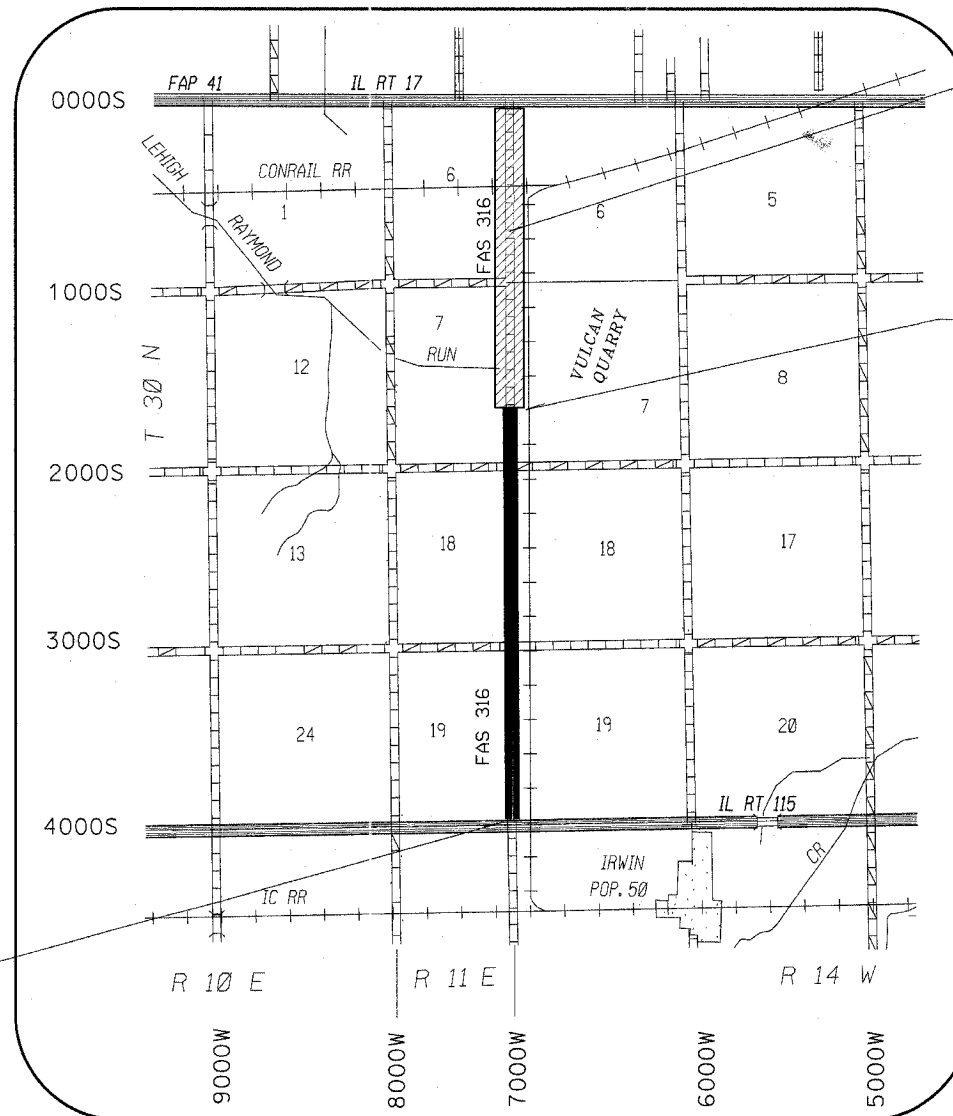 FAP 41 IL RT 17
0000S
LEHIGH
CONRAIL RR
6
1
RAYMOND
FAS 316
6
5
1000S
7
RUN
VULCAN
QUARRY
12
8
7
T 30 N
2000S
13
18
18
17
3000S
24
19
FAS 316
19
20
IL RT 115
4000S
CR
IRWIN
POP. 50
IC RR
R 10 E
R 11 E
R 14 W
9000W
8000W
7000W
6000W
5000W